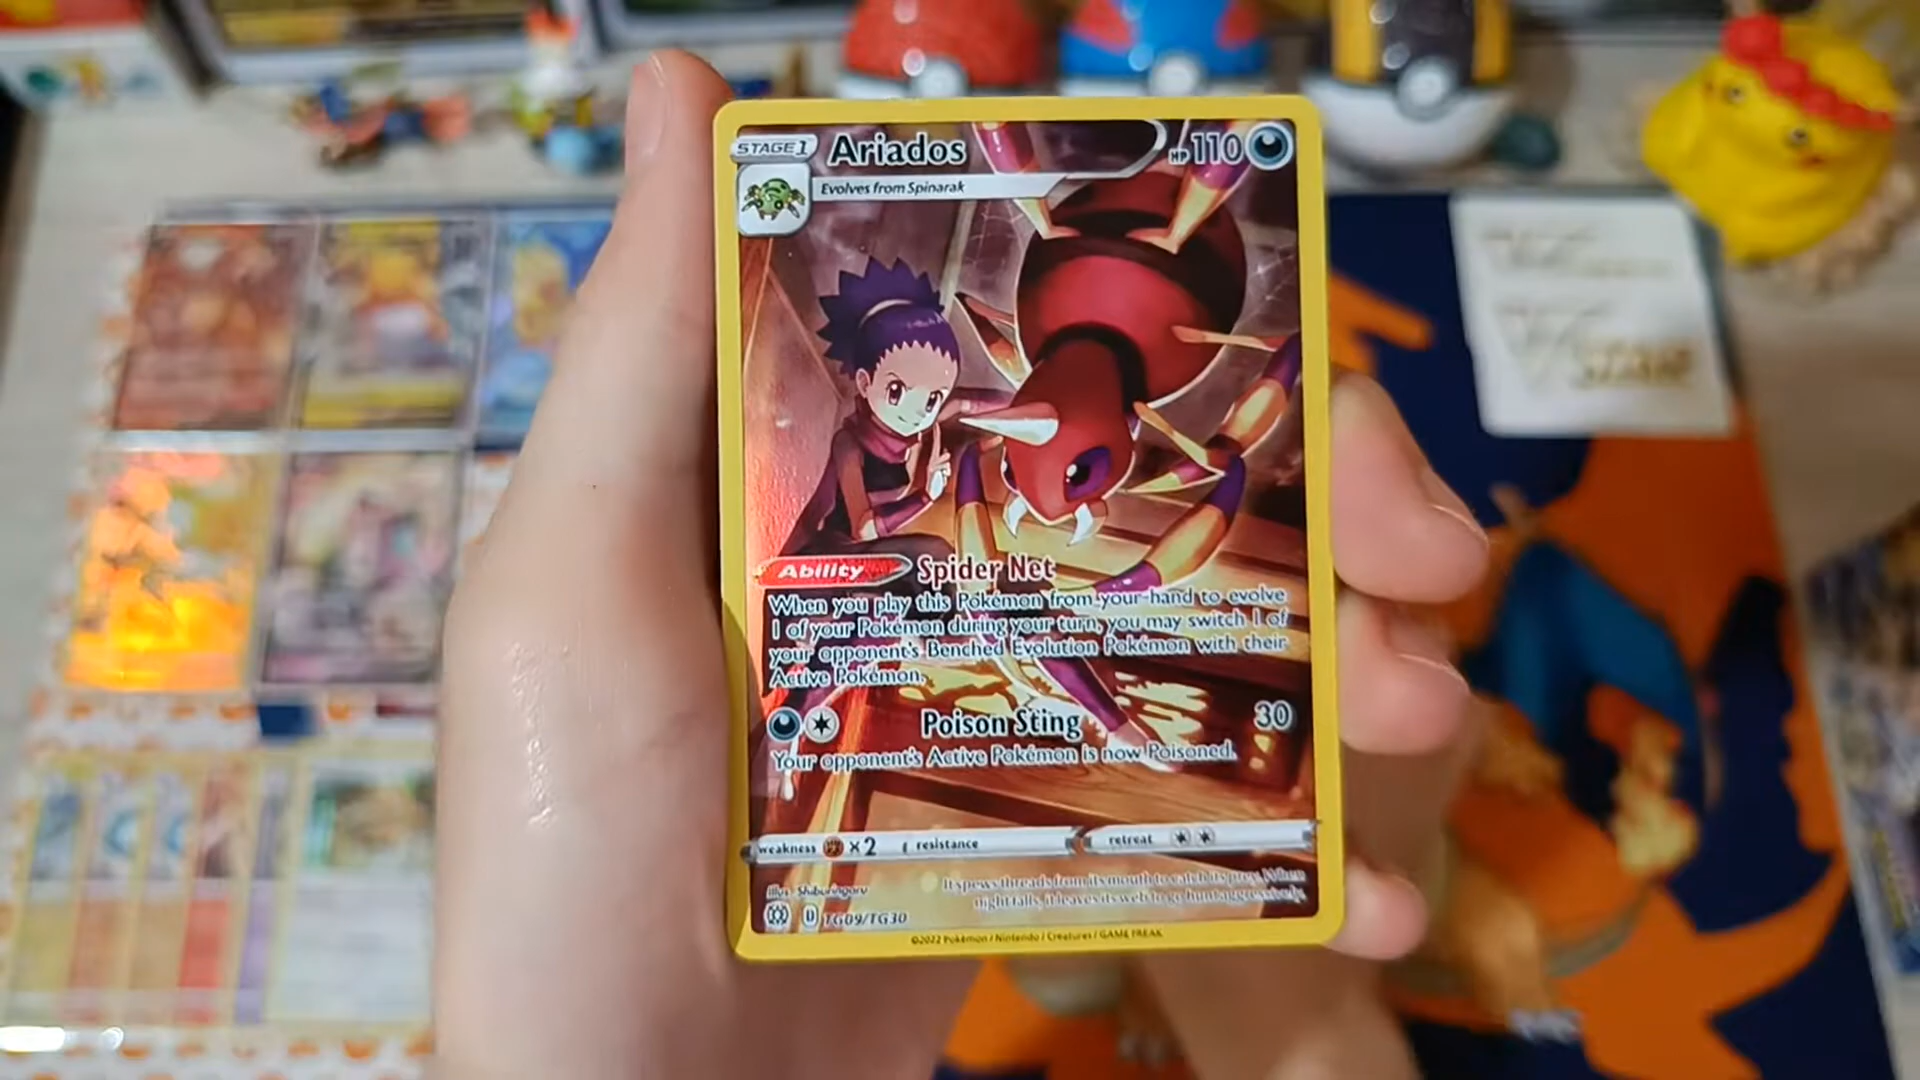 STAGE 1 Ariados HP 110
Evolves from Spinarak
Ability Spider Net
When you play this Pokémon from your hand to evolve
1 of your Pokémon during your turn, you may switch 1 of
your opponent's Benched Evolution Pokémon with their
Active Pokémon.
Poison Sting 30
Your opponent's Active Pokémon is now Poisoned.
weakness ×2 resistance retreat
Illus. Shiburingaru
It spews threads from its mouth to catch its prey. When
night falls, it leaves its web to go hunt aggressively.
D TG09/TG30
©2022 Pokémon / Nintendo / Creatures / GAME FREAK